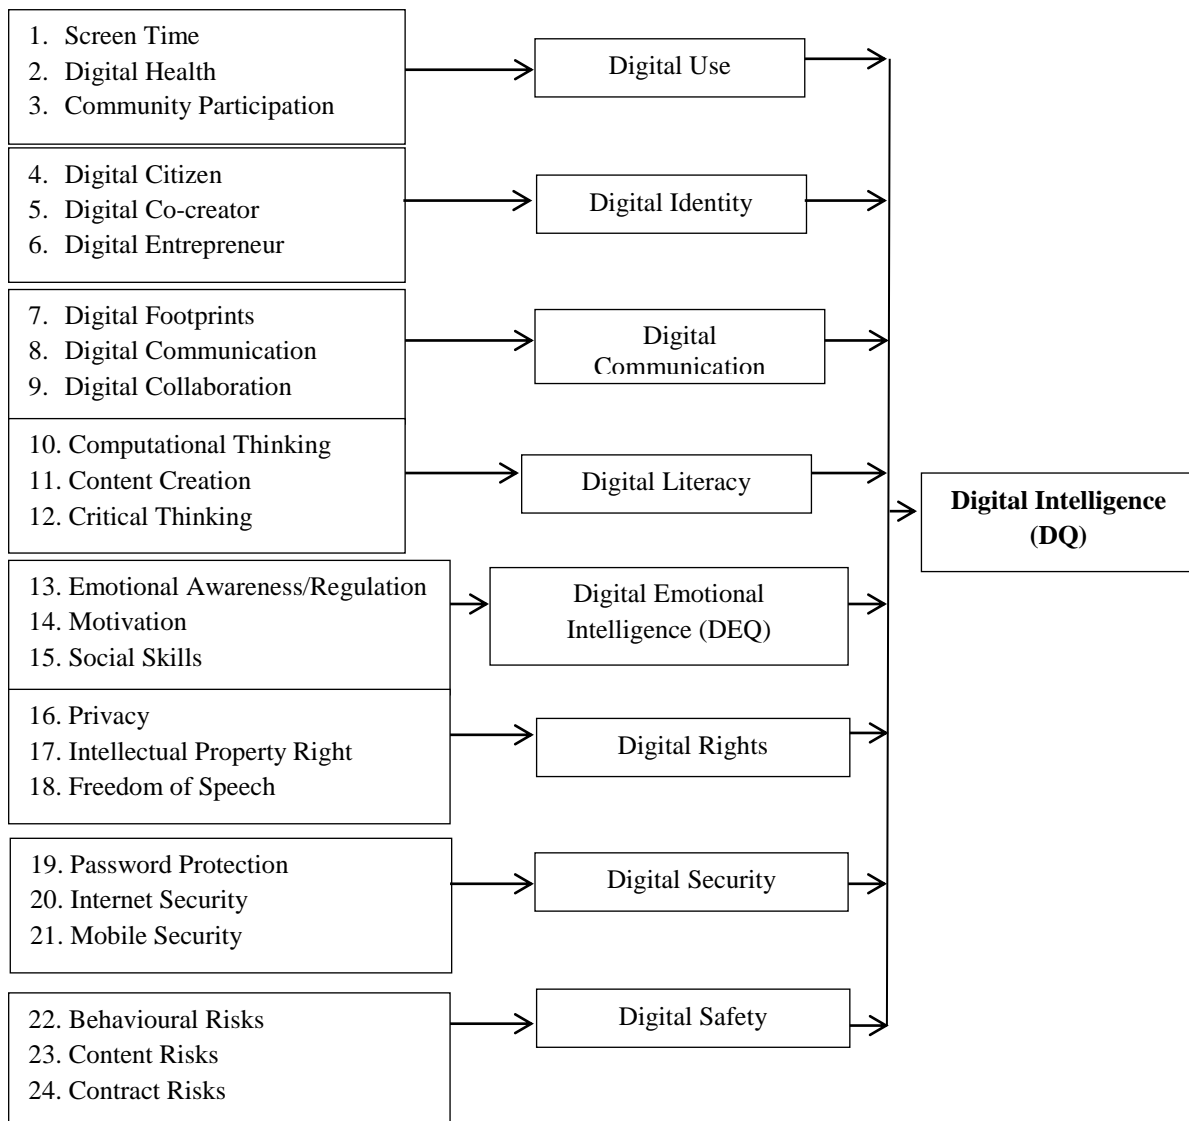 1. Screen Time
2. Digital Health
3. Community Participation
Digital Use
4. Digital Citizen
5. Digital Co-creator
6. Digital Entrepreneur
Digital Identity
7. Digital Footprints
8. Digital Communication
9. Digital Collaboration
Digital
Communication
10. Computational Thinking
11. Content Creation
12. Critical Thinking
Digital Literacy
Digital Intelligence
(DQ)
13. Emotional Awareness/Regulation
14. Motivation
15. Social Skills
Digital Emotional
Intelligence (DEQ)
16. Privacy
17. Intellectual Property Right
18. Freedom of Speech
Digital Rights
19. Password Protection
20. Internet Security
21. Mobile Security
Digital Security
22. Behavioural Risks
23. Content Risks
24. Contract Risks
Digital Safety